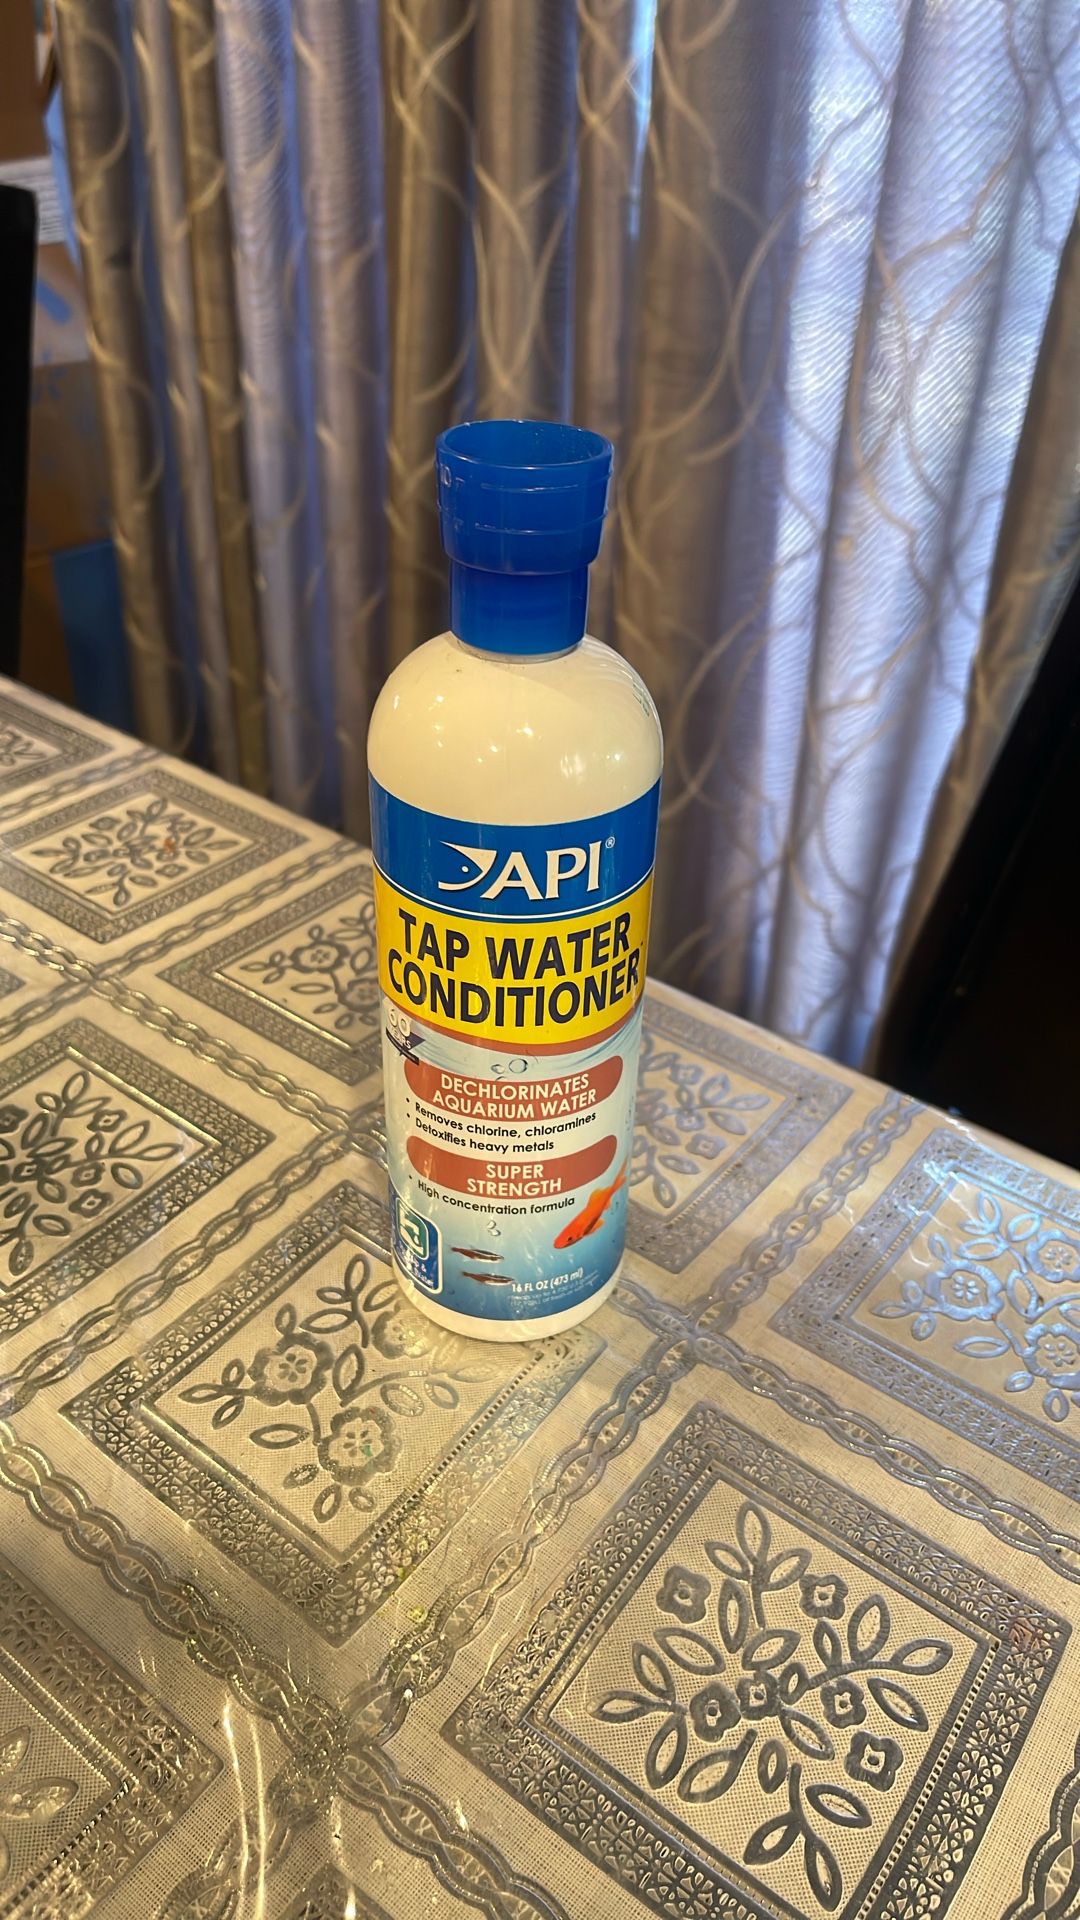 API®
TAP WATER
CONDITIONER
DECHLORINATES
AQUARIUM WATER
• Removes chlorine, chloramines
• Detoxifies heavy metals
SUPER
STRENGTH
• High concentration formula
16 FL OZ (473 ml)